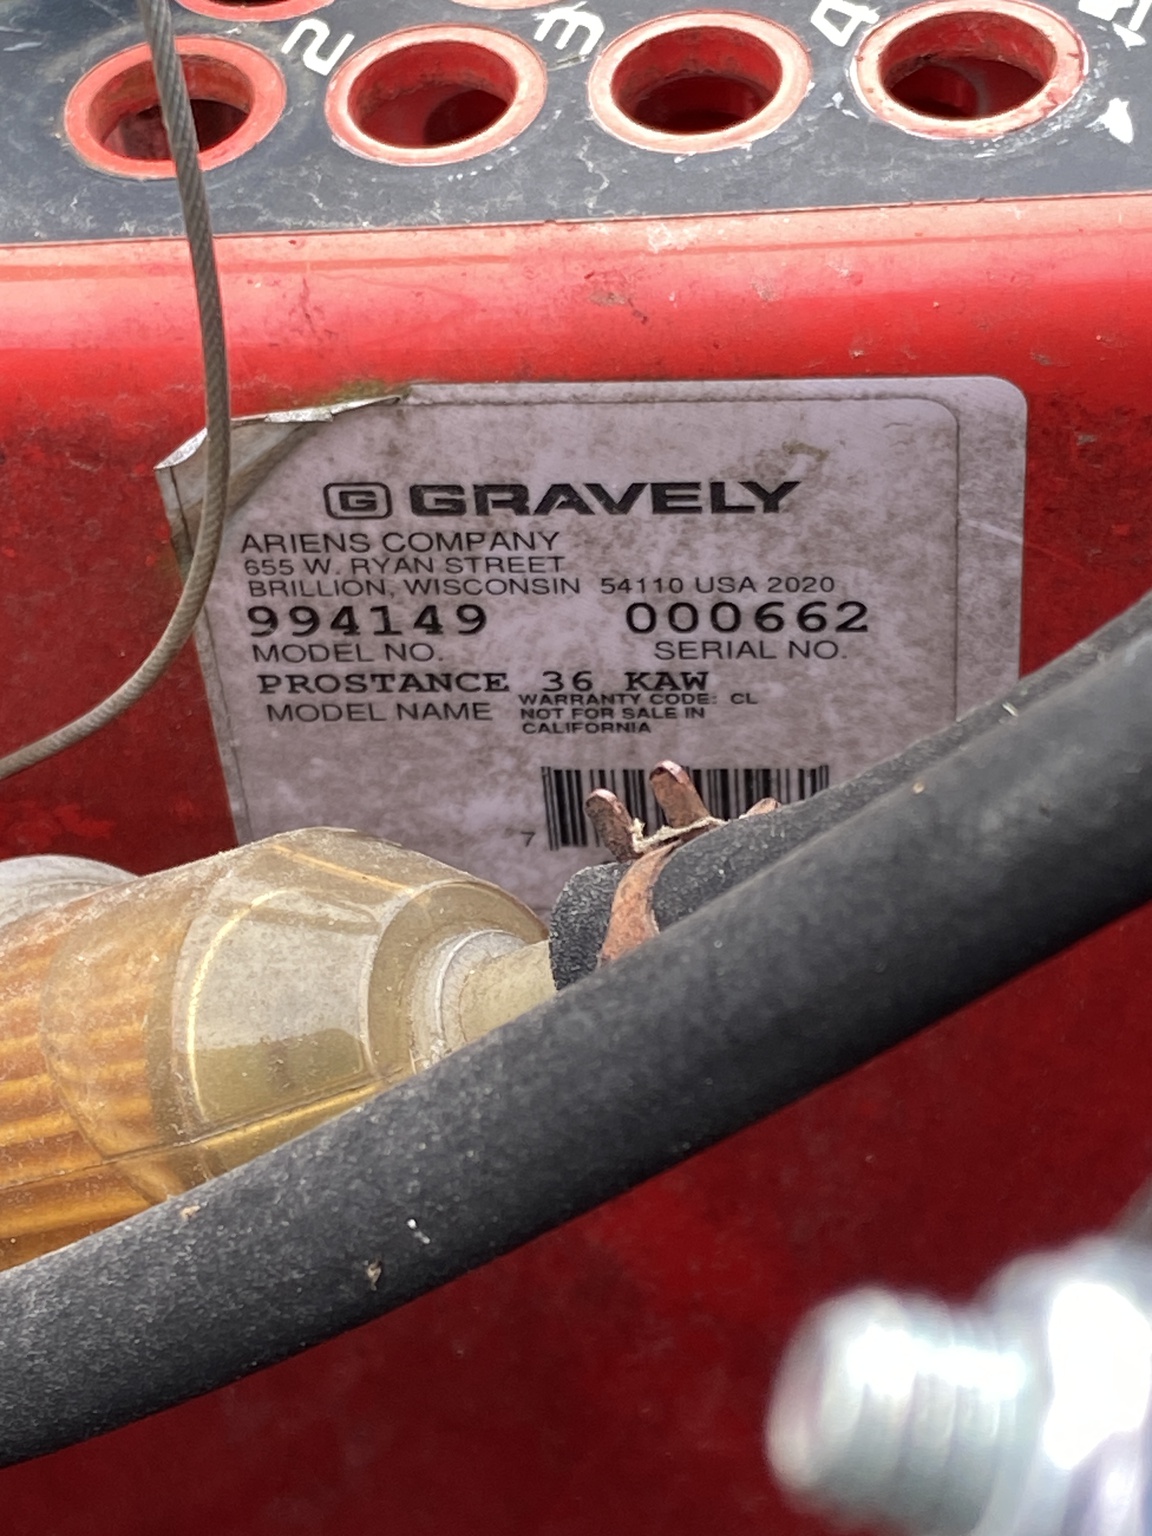 2 3 4
G GRAVELY
ARIENS COMPANY
655 W. RYAN STREET
BRILLION, WISCONSIN 54110 USA 2020
994149 000662
MODEL NO. SERIAL NO.
PROSTANCE 36 KAW
MODEL NAME WARRANTY CODE: CL
NOT FOR SALE IN
CALIFORNIA
7